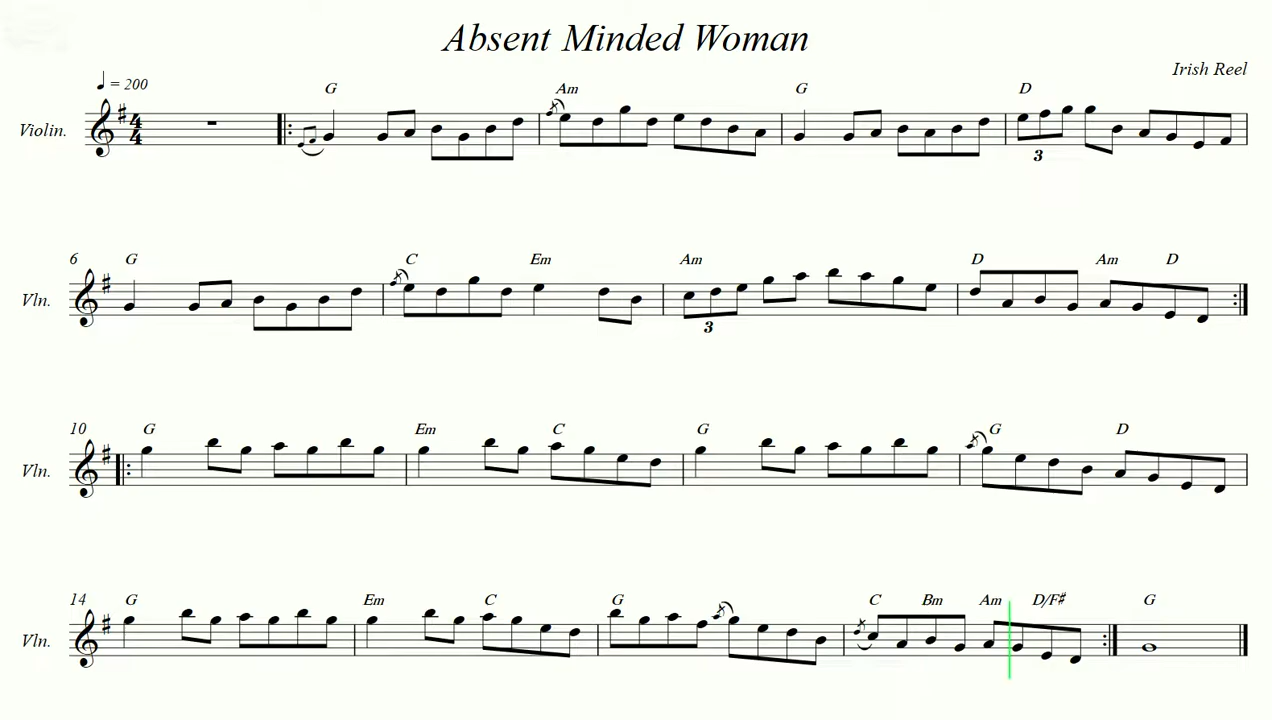 Absent Minded Woman
Irish Reel
= 200
G Am G D
Violin.
3
6 G C Em Am D Am D
Vln.
3
10 G Em C G G D
Vln.
14 G Em C G C Bm Am D/F# G
Vln.